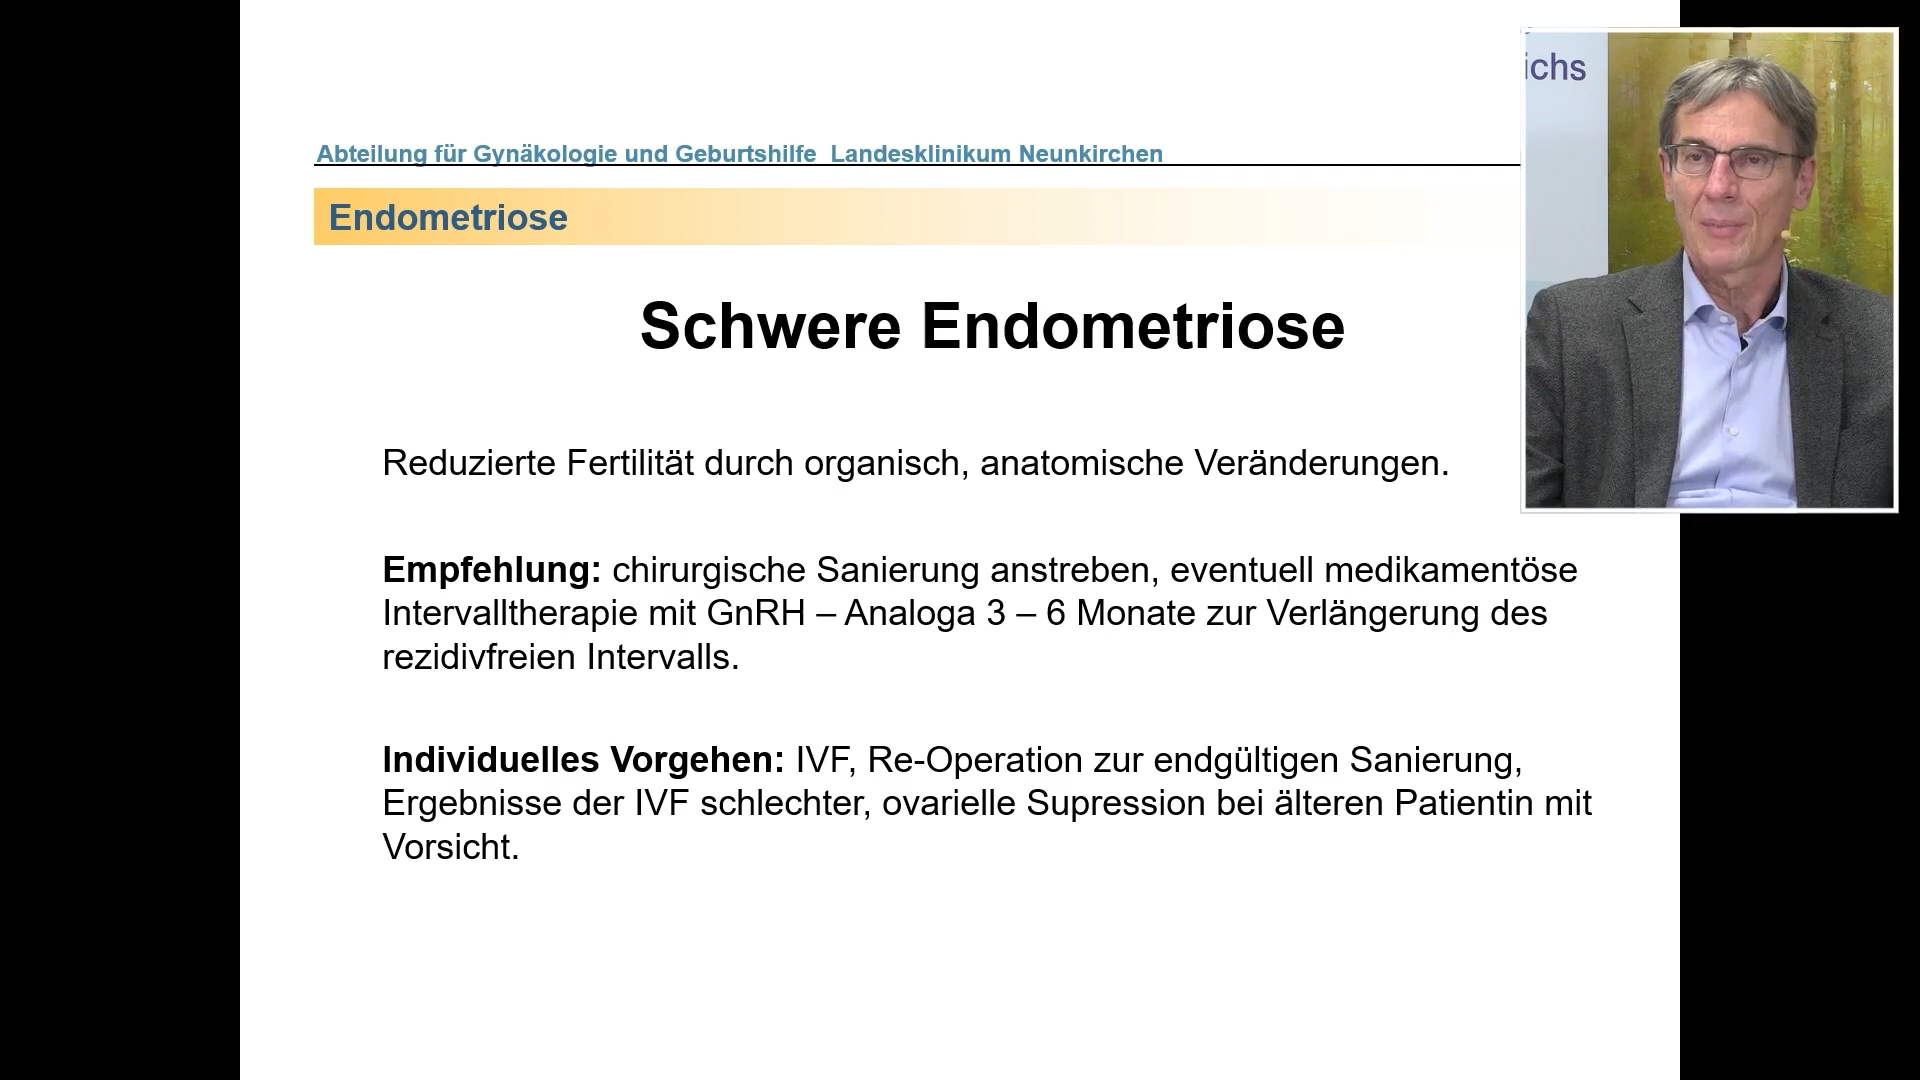 Abteilung für Gynäkologie und Geburtshilfe  Landesklinikum Neunkirchen
ichs
Endometriose
Schwere Endometriose
Reduzierte Fertilität durch organisch, anatomische Veränderungen.
Empfehlung: chirurgische Sanierung anstreben, eventuell medikamentöse
Intervalltherapie mit GnRH – Analoga 3 – 6 Monate zur Verlängerung des
rezidivfreien Intervalls.
Individuelles Vorgehen: IVF, Re-Operation zur endgültigen Sanierung,
Ergebnisse der IVF schlechter, ovarielle Supression bei älteren Patientin mit
Vorsicht.